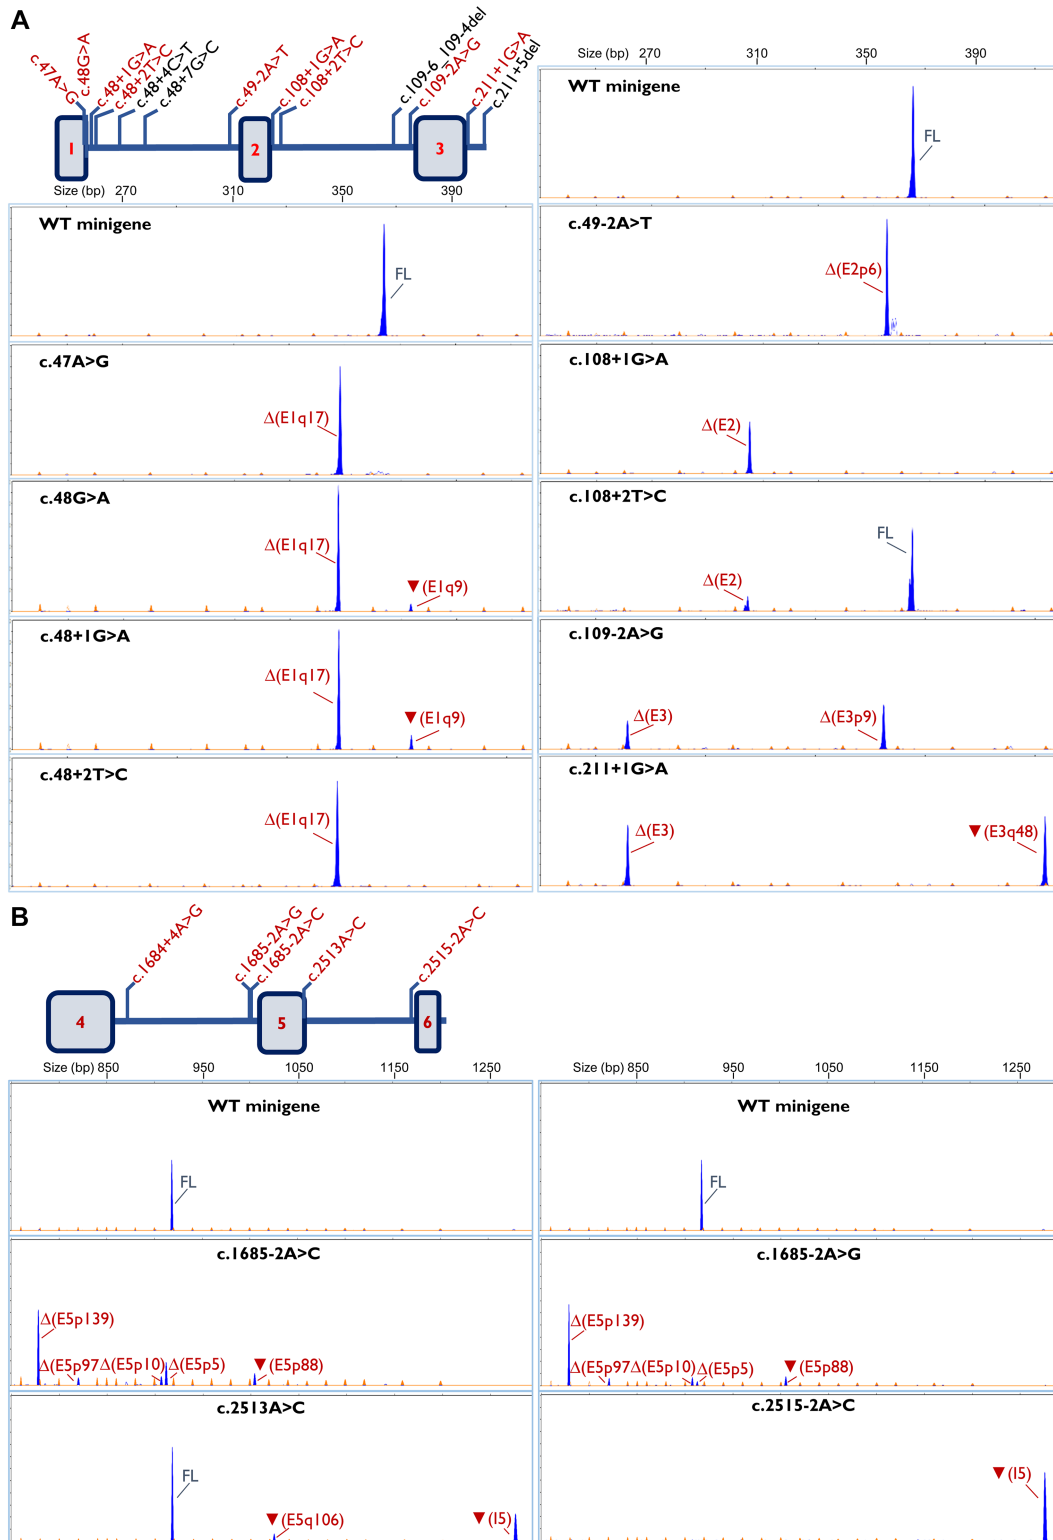 A
c.47A>G
c.48G>A
c.48+1G>A
c.48+2T>C
c.48+4C>T
c.48+7G>C
c.49-2A>T
c.108+1G>A
c.108+2T>C
c.109-6_109-4del
c.109-2A>G
c.211+1G>A
c.211+5del
1
2
3
Size (bp) 270 310 350 390
WT minigene
FL
c.47A>G
Δ(E1q17)
c.48G>A
Δ(E1q17)
▼(E1q9)
c.48+1G>A
Δ(E1q17)
▼(E1q9)
c.48+2T>C
Δ(E1q17)
Size (bp) 270 310 350 390
WT minigene
FL
c.49-2A>T
Δ(E2p6)
c.108+1G>A
Δ(E2)
c.108+2T>C
FL
Δ(E2)
c.109-2A>G
Δ(E3)
Δ(E3p9)
c.211+1G>A
Δ(E3)
▼(E3q48)
B
c.1684+4A>G
c.1685-2A>G
c.1685-2A>C
c.2513A>C
c.2515-2A>C
4
5
6
Size (bp) 850 950 1050 1150 1250
WT minigene
FL
c.1685-2A>C
Δ(E5p139)
Δ(E5p97 Δ(E5p10) Δ(E5p5) ▼(E5p88)
c.2513A>C
FL
▼(E5q106)
▼(I5)
Size (bp) 850 950 1050 1150 1250
WT minigene
FL
c.1685-2A>G
Δ(E5p139)
Δ(E5p97 Δ(E5p10) Δ(E5p5) ▼(E5p88)
c.2515-2A>C
▼(I5)